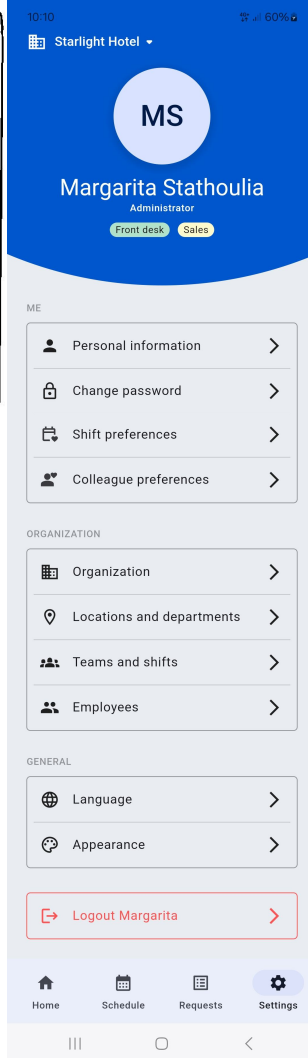 10:10
60%
Starlight Hotel
MS
Margarita Stathoulia
Administrator
Front desk Sales
ME
Personal information
Change password
Shift preferences
Colleague preferences
ORGANIZATION
Organization
Locations and departments
Teams and shifts
Employees
GENERAL
Language
Appearance
Logout Margarita
Home Schedule Requests Settings